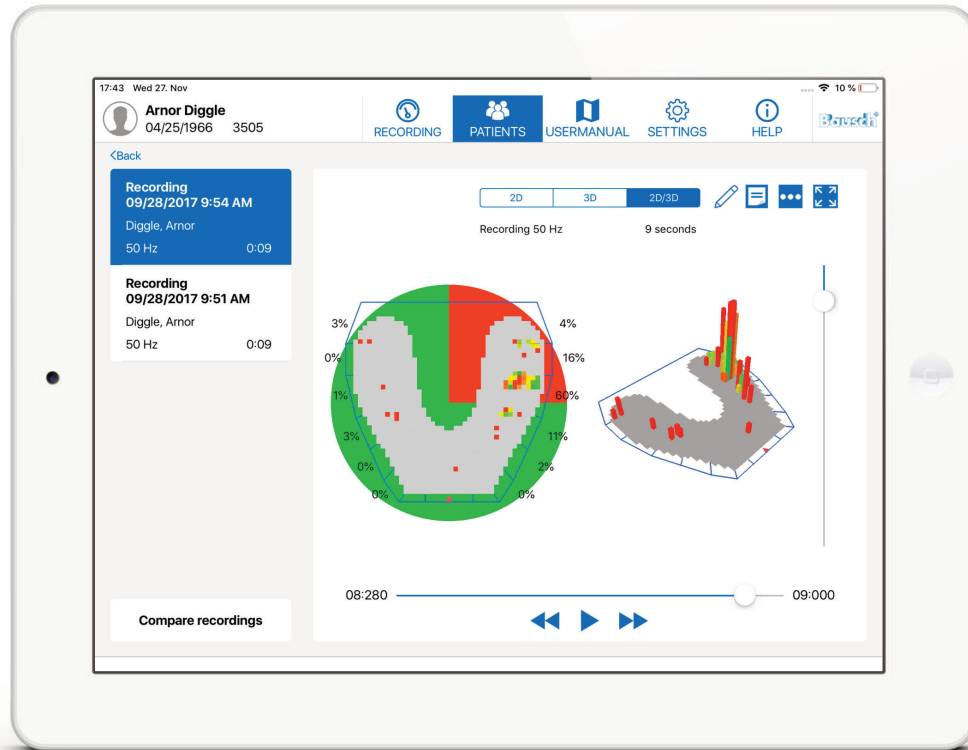 17:43 Wed 27. Nov
10 %
Arnor Diggle
04/25/1966 3505
RECORDING
PATIENTS
USERMANUAL
SETTINGS
HELP
Bausch
<Back
Recording
09/28/2017 9:54 AM
Diggle, Arnor
50 Hz 0:09
Recording
09/28/2017 9:51 AM
Diggle, Arnor
50 Hz 0:09
Compare recordings
2D
3D
2D/3D
Recording 50 Hz
9 seconds
3%
4%
0%
16%
1%
60%
3%
11%
0%
2%
0%
0%
08:280
09:000